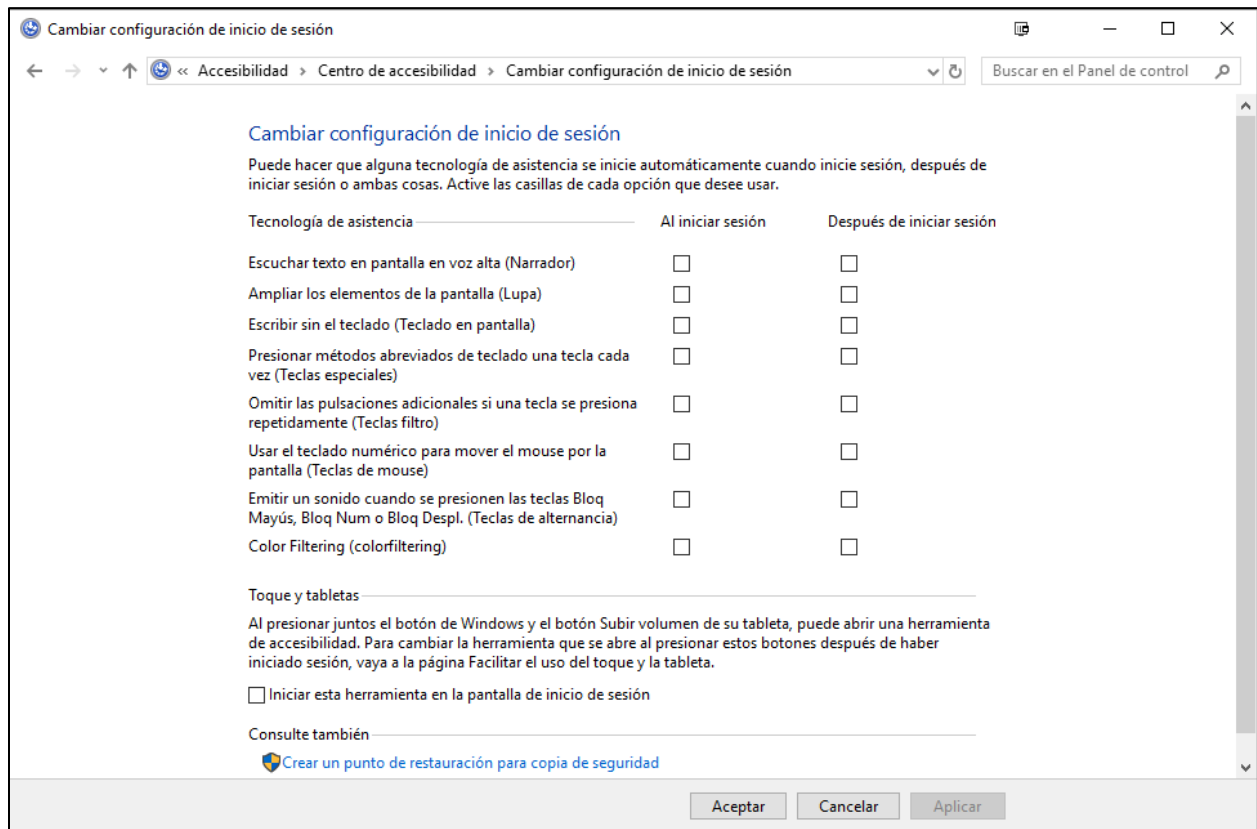 Cambiar configuración de inicio de sesión
« Accesibilidad > Centro de accesibilidad > Cambiar configuración de inicio de sesión
Buscar en el Panel de control
Cambiar configuración de inicio de sesión
Puede hacer que alguna tecnología de asistencia se inicie automáticamente cuando inicie sesión, después de
iniciar sesión o ambas cosas. Active las casillas de cada opción que desee usar.
Tecnología de asistencia Al iniciar sesión Después de iniciar sesión
Escuchar texto en pantalla en voz alta (Narrador)
Ampliar los elementos de la pantalla (Lupa)
Escribir sin el teclado (Teclado en pantalla)
Presionar métodos abreviados de teclado una tecla cada
vez (Teclas especiales)
Omitir las pulsaciones adicionales si una tecla se presiona
repetidamente (Teclas filtro)
Usar el teclado numérico para mover el mouse por la
pantalla (Teclas de mouse)
Emitir un sonido cuando se presionen las teclas Bloq
Mayús, Bloq Num o Bloq Despl. (Teclas de alternancia)
Color Filtering (colorfiltering)
Toque y tabletas
Al presionar juntos el botón de Windows y el botón Subir volumen de su tableta, puede abrir una herramienta
de accesibilidad. Para cambiar la herramienta que se abre al presionar estos botones después de haber
iniciado sesión, vaya a la página Facilitar el uso del toque y la tableta.
Iniciar esta herramienta en la pantalla de inicio de sesión
Consulte también
Crear un punto de restauración para copia de seguridad
Aceptar Cancelar Aplicar